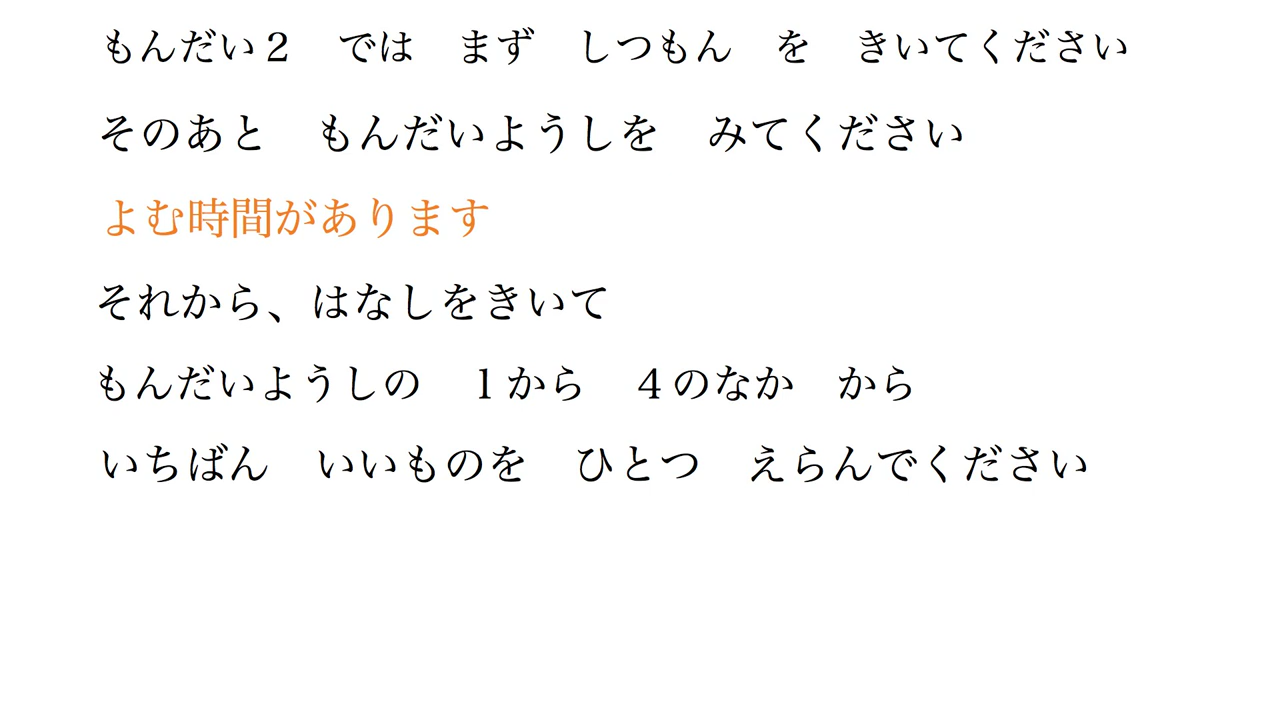 もんだい２　では　まず　しつもん　を　きいてください
そのあと　もんだいようしを　みてください
よむ時間があります
それから、はなしをきいて
もんだいようしの　１から　４のなか　から
いちばん　いいものを　ひとつ　えらんでください